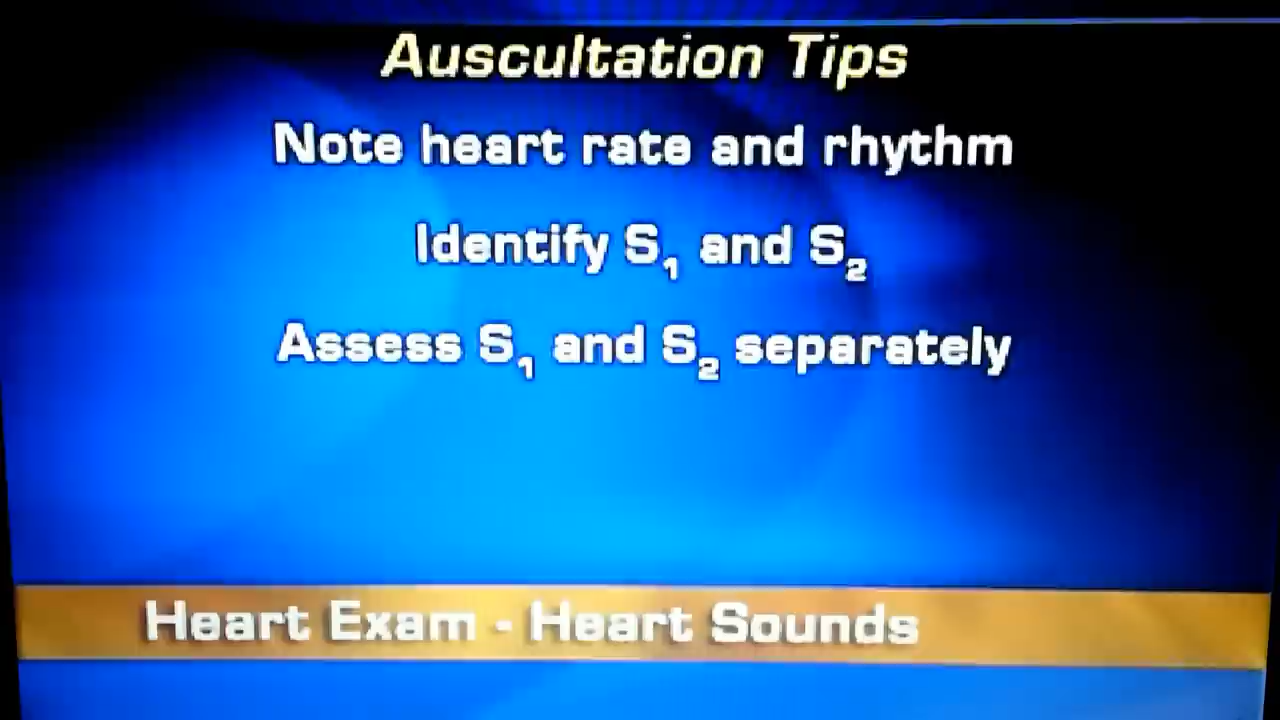 Auscultation Tips
Note heart rate and rhythm
Identify S₁ and S₂
Assess S₁ and S₂ separately
Heart Exam - Heart Sounds